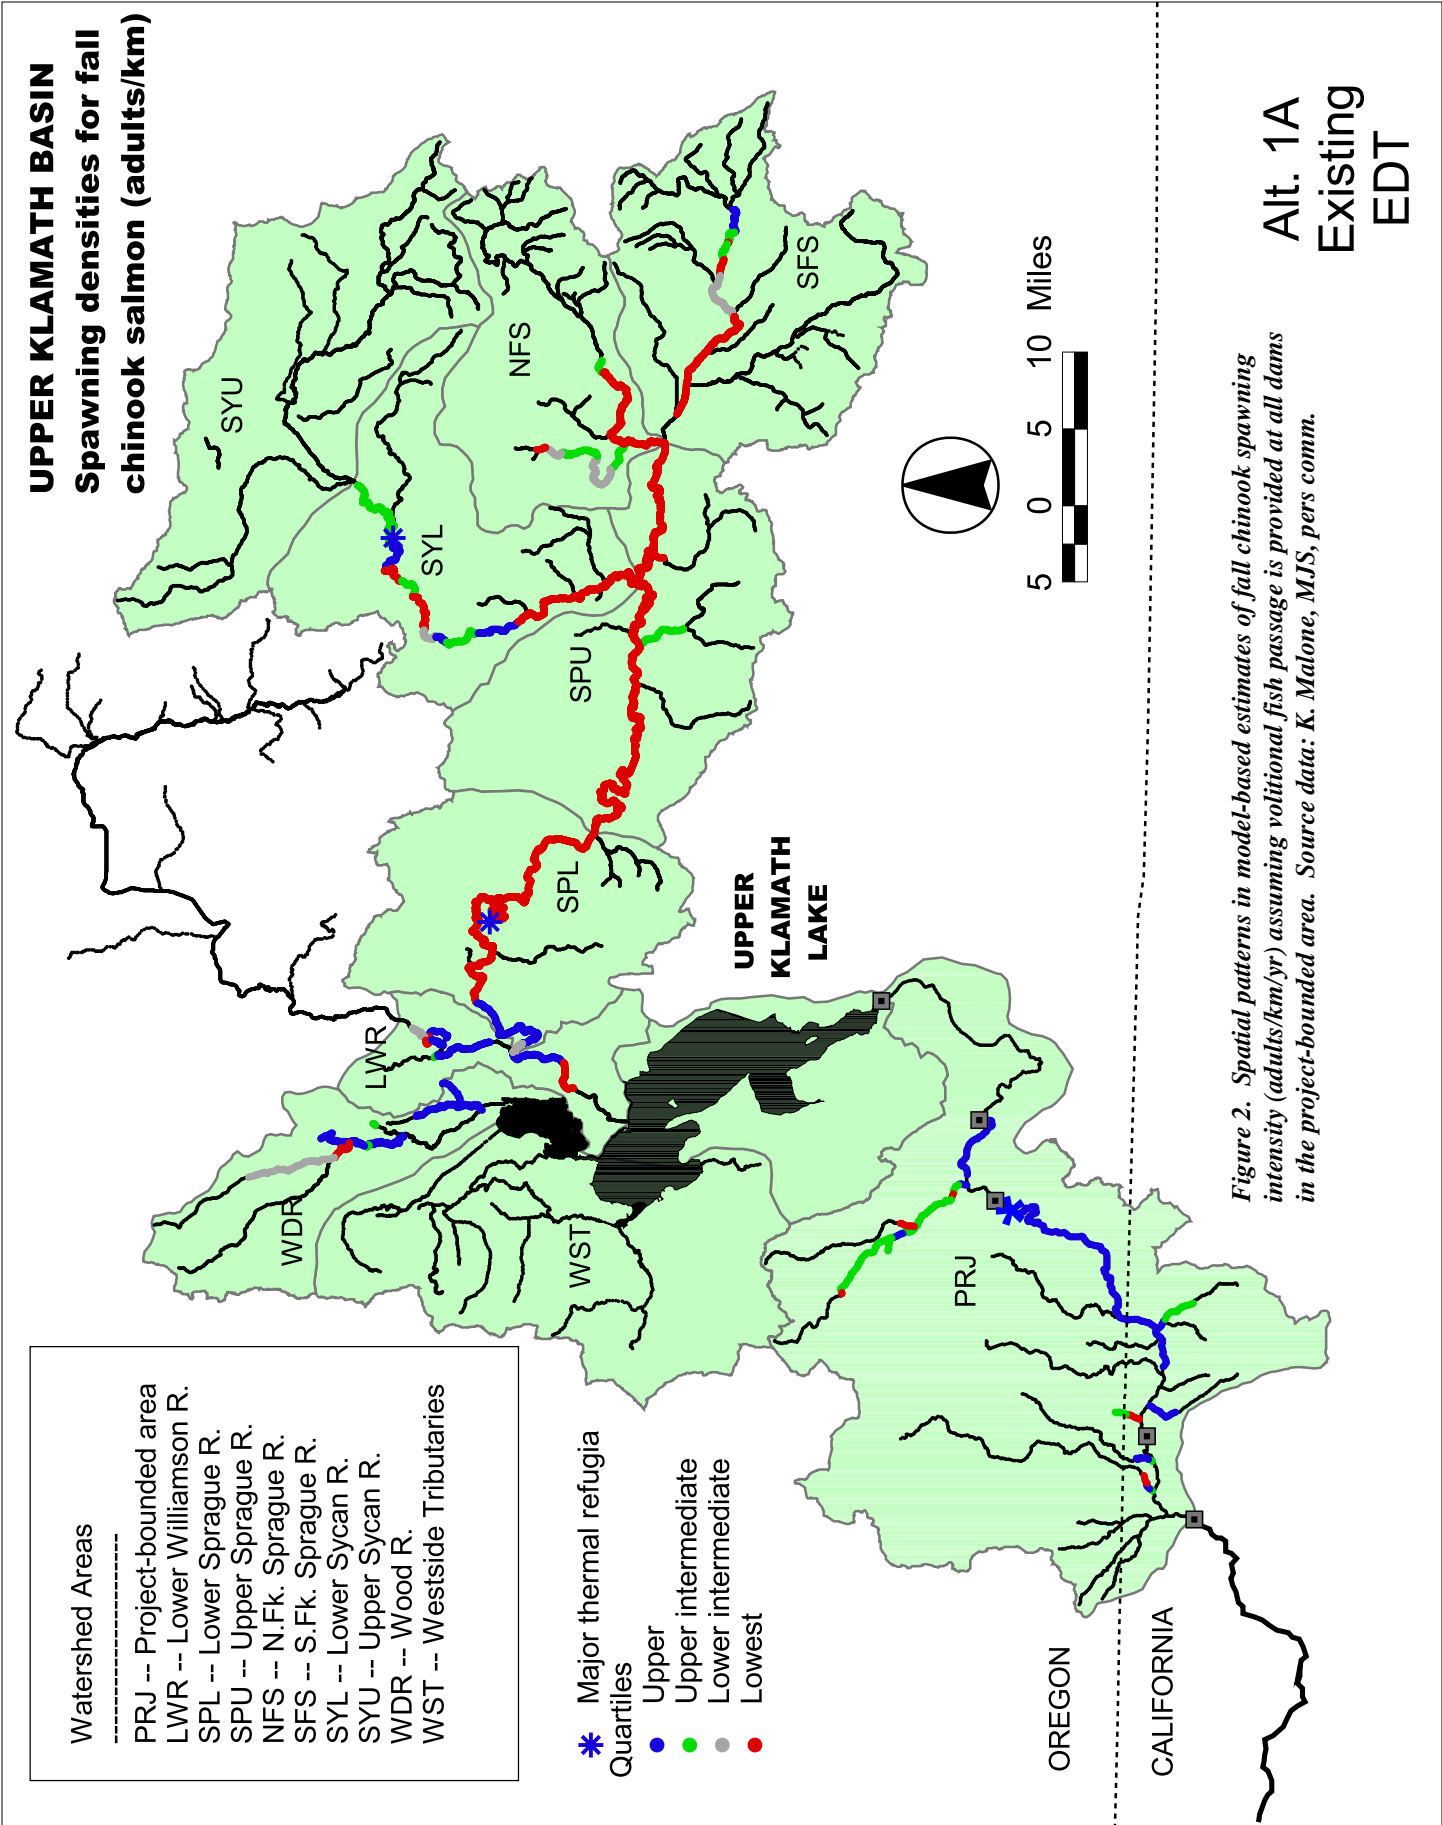 UPPER KLAMATH BASIN
Spawning densities for fall
chinook salmon (adults/km)
Watershed Areas
--------------------
PRJ -- Project-bounded area
LWR -- Lower Williamson R.
SPL -- Lower Sprague R.
SPU -- Upper Sprague R.
NFS -- N.Fk. Sprague R.
SFS -- S.Fk. Sprague R.
SYL -- Lower Sycan R.
SYU -- Upper Sycan R.
WDR -- Wood R.
WST -- Westside Tributaries
Major thermal refugia
Quartiles
Upper
Upper intermediate
Lower intermediate
Lowest
SYU
NFS
SFS
SYL
SPU
SPL
LWR
WDR
WST
PRJ
UPPER
KLAMATH
LAKE
OREGON
CALIFORNIA
5 0 5 10 Miles
Alt. 1A
Existing
EDT
Figure 2. Spatial patterns in model-based estimates of fall chinook spawning
intensity (adults/km/yr) assuming volitional fish passage is provided at all dams
in the project-bounded area. Source data: K. Malone, MJS, pers comm.